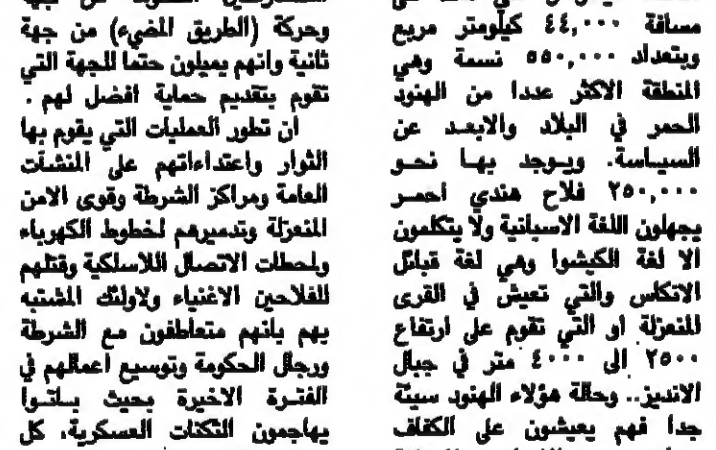 مسافة ٤٤,٠٠٠ كيلومتر مربع
وبتعداد ٥٥٠,٠٠٠ نسمة وهي
المنطقة الاكثر عددا من الهنود
الحمر في البلاد والابعد عن
السياسة. ويوجد بها نحو
٢٥٠,٠٠٠ فلاح هندي احمر
يجهلون اللغة الاسبانية ولا يتكلمون
الا لغة الكيشوا وهي لغة قبائل
الانكاس والتي تعيش في القرى
المنعزلة او التي تقوم على ارتفاع
٢٥٠٠ الى ٤٠٠٠ متر في جبال
الانديز.. وحالة هؤلاء الهنود سيئة
جدا فهم يعيشون على الكفاف
وحركة (الطريق المضيء) من جهة
ثانية وانهم يميلون حتما للجهة التي
تقوم بتقديم حماية افضل لهم .
ان تطور العمليات التي يقوم بها
الثوار واعتداءاتهم على المنشآت
العامة ومراكز الشرطة وقوى الامن
المنعزلة وتدميرهم لخطوط الكهرباء
ولمحطات الاتصال اللاسلكية وقتلهم
للفلاحين الاغنياء ولاولئك المشتبه
بهم بانهم متعاطفون مع الشرطة
ورجال الحكومة وتوسيع اعمالهم في
الفترة الاخيرة بحيث باتوا
يهاجمون الثكنات العسكرية، كل